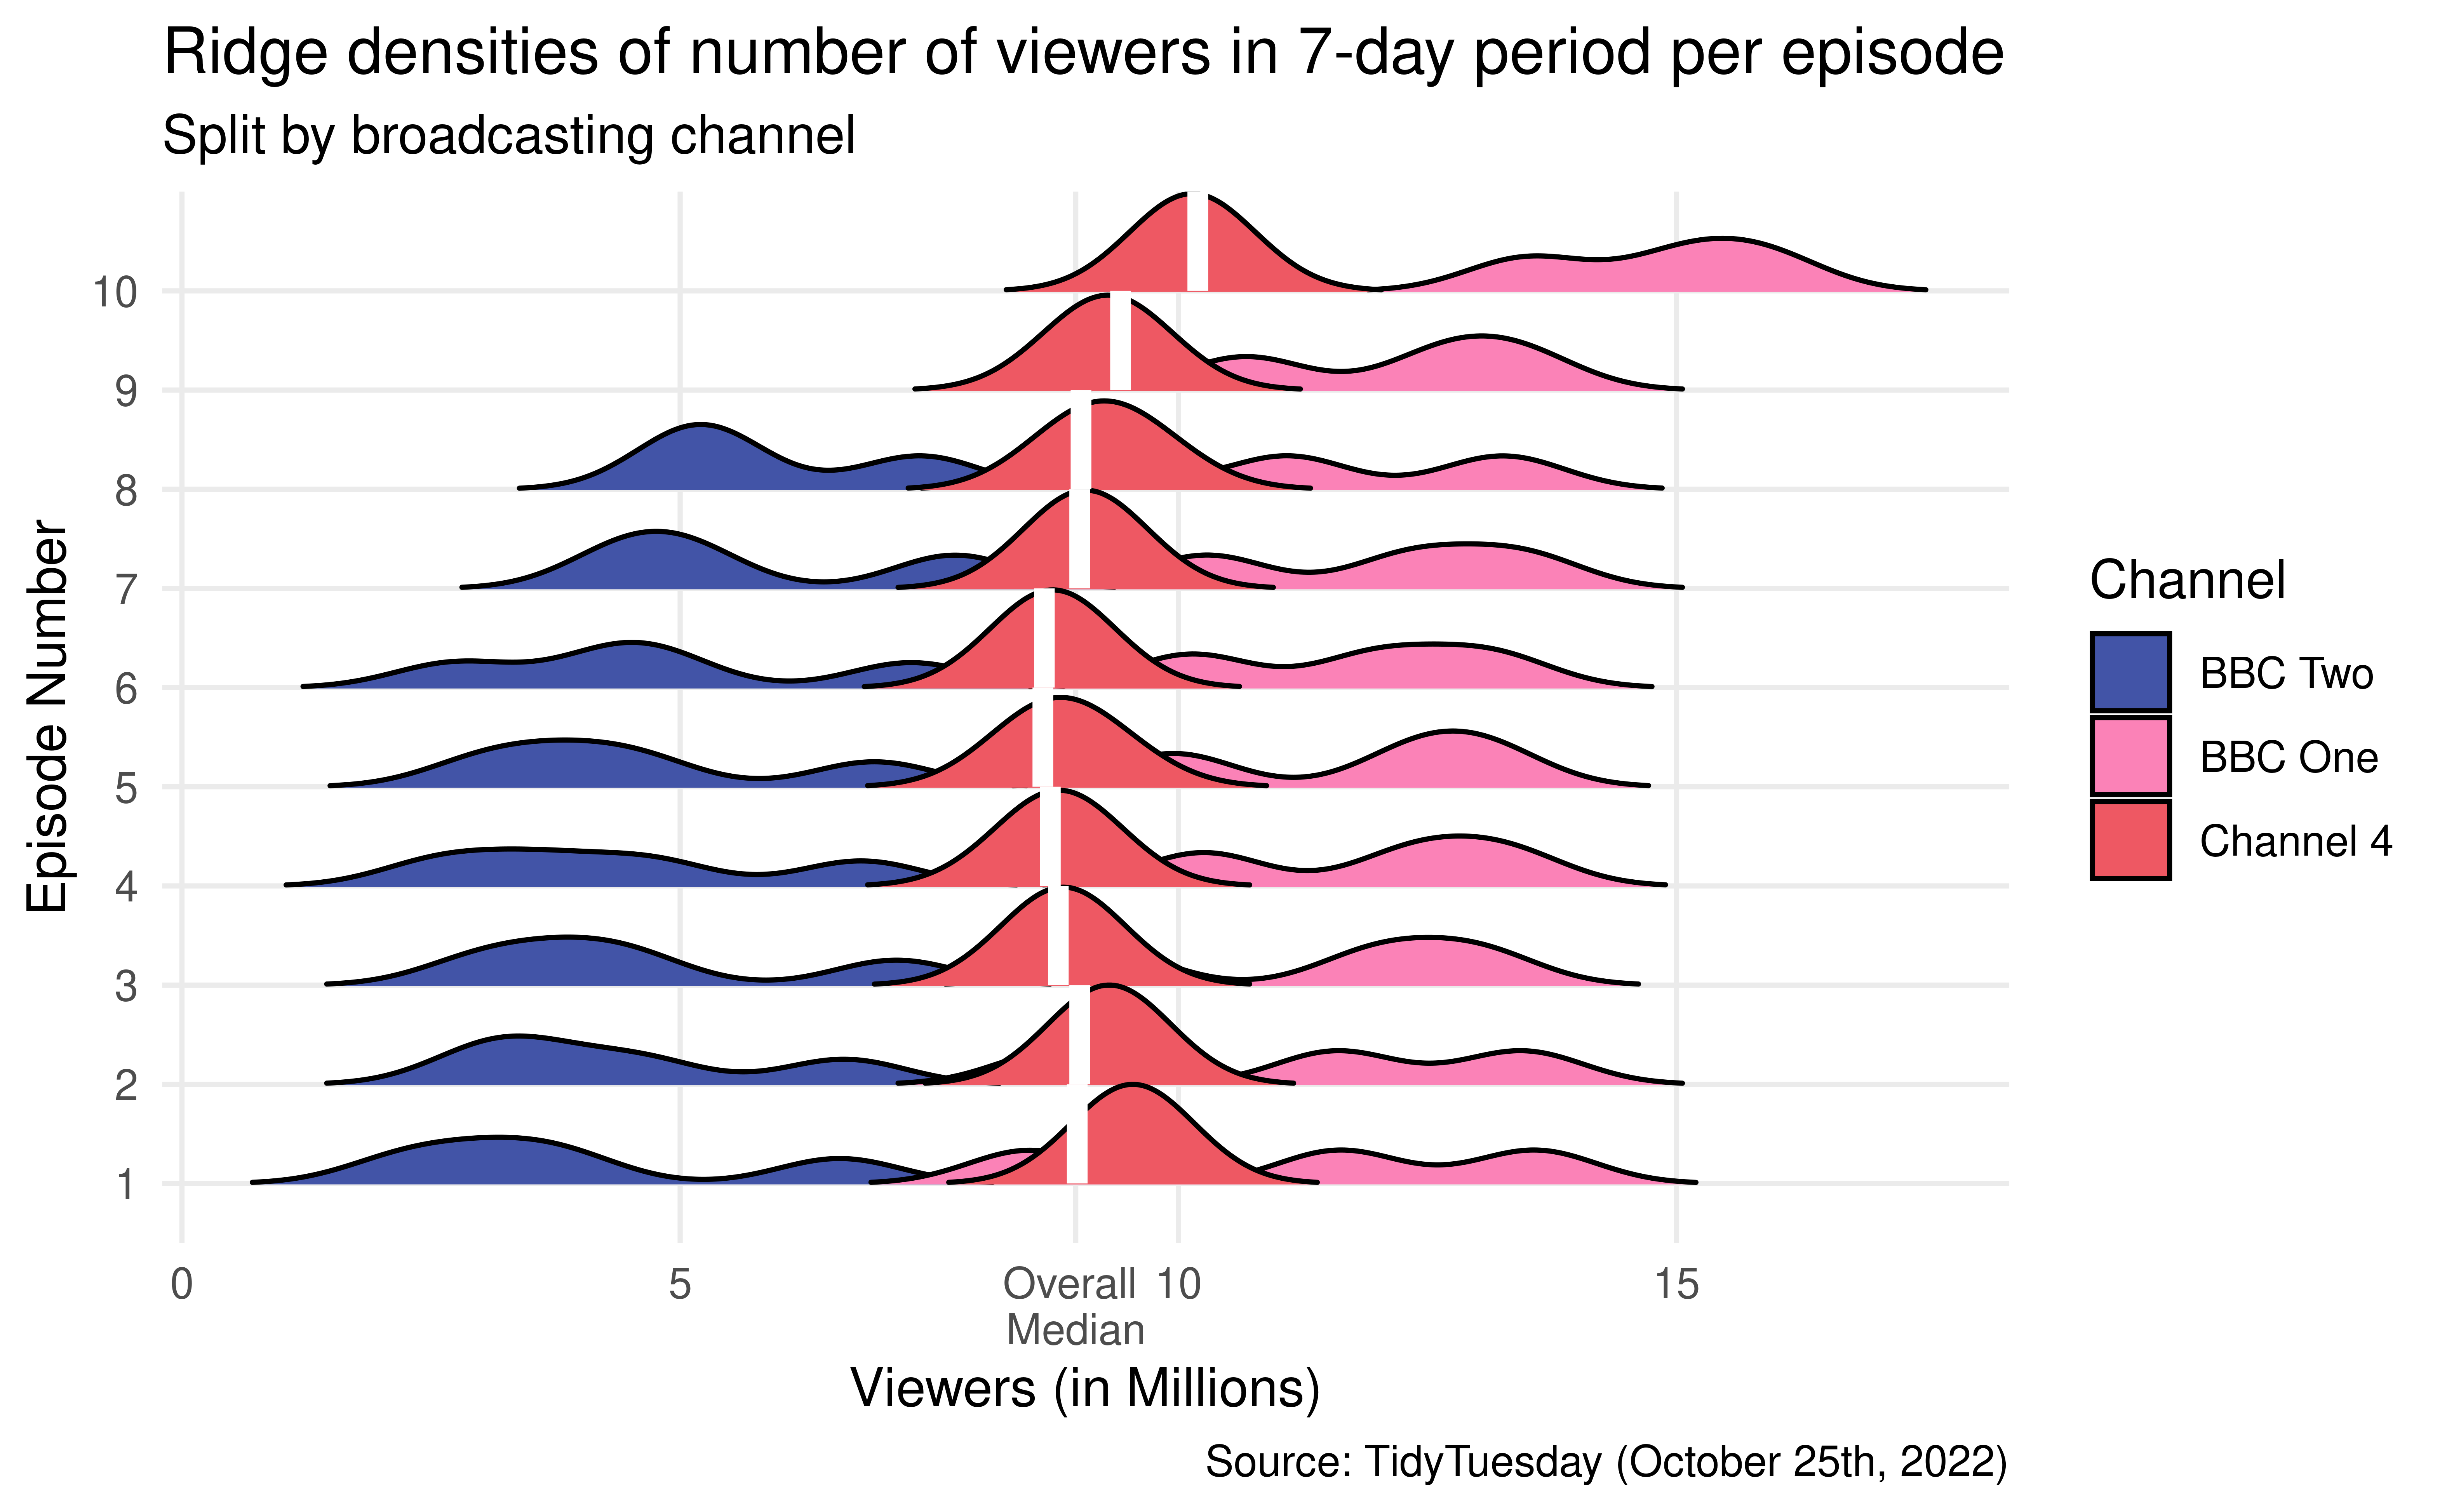 Ridge densities of number of viewers in 7-day period per episode
Split by broadcasting channel
Episode Number
10
9
8
7
6
5
4
3
2
1
0
5
Overall
Median
10
15
Viewers (in Millions)
Channel
BBC Two
BBC One
Channel 4
Source: TidyTuesday (October 25th, 2022)